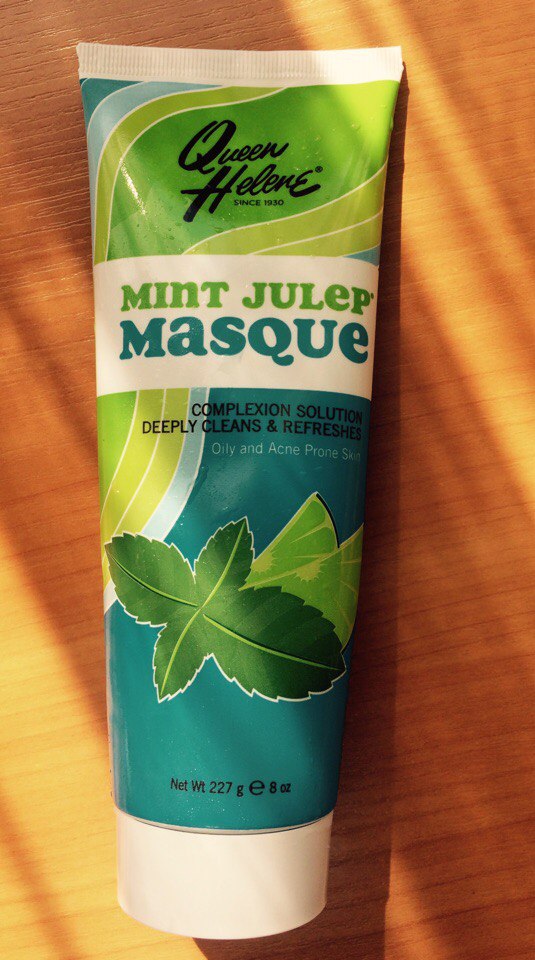 Queen
Helene®
SINCE 1930
MINT JULEP®
MASQUE
COMPLEXION SOLUTION
DEEPLY CLEANS & REFRESHES
Oily and Acne Prone Skin
Net Wt 227 g ℮ 8 oz